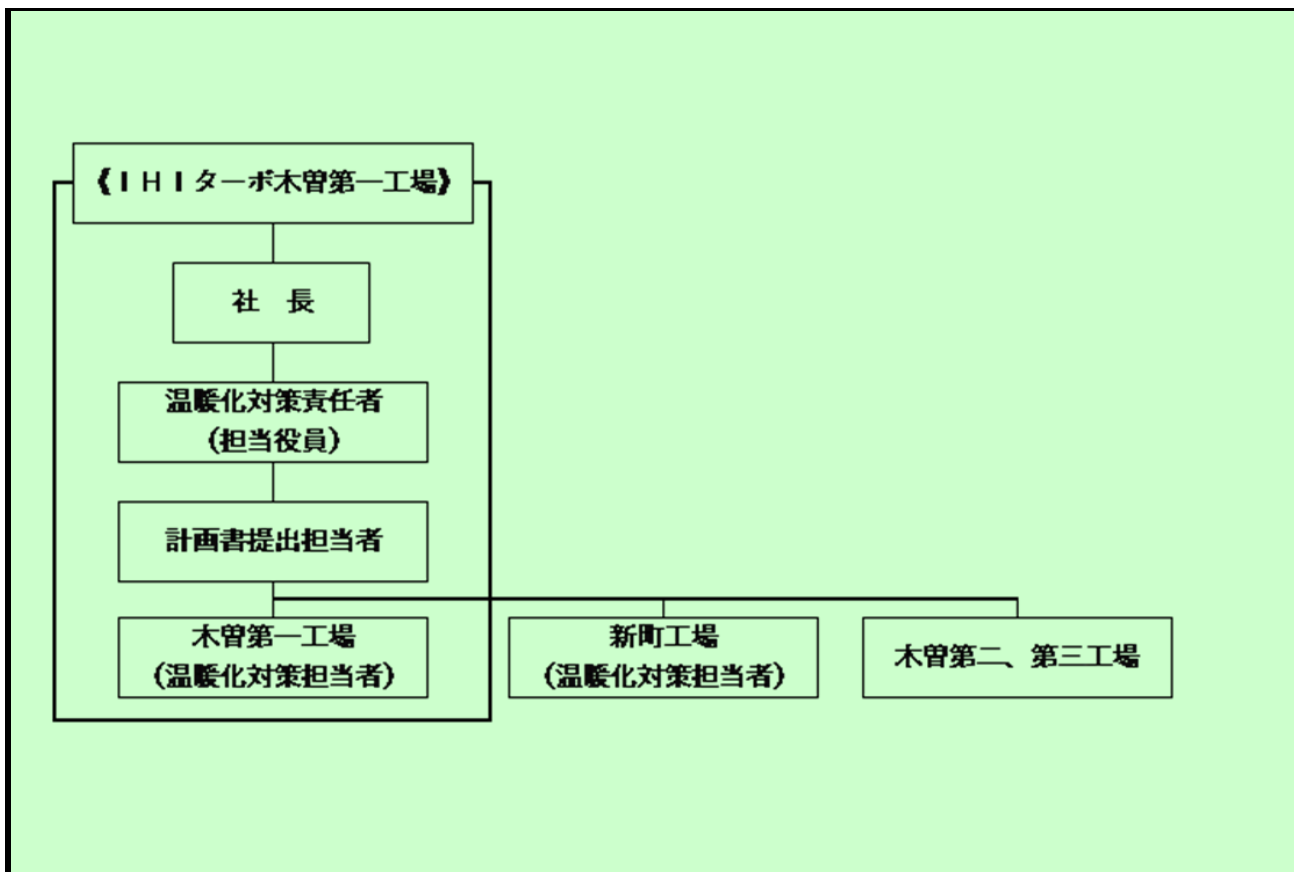 《ＩＨＩターボ木曽第一工場》
社　長
温暖化対策責任者
(担当役員)
計画書提出担当者
木曽第一工場
(温暖化対策担当者)
新町工場
(温暖化対策担当者)
木曽第二、第三工場